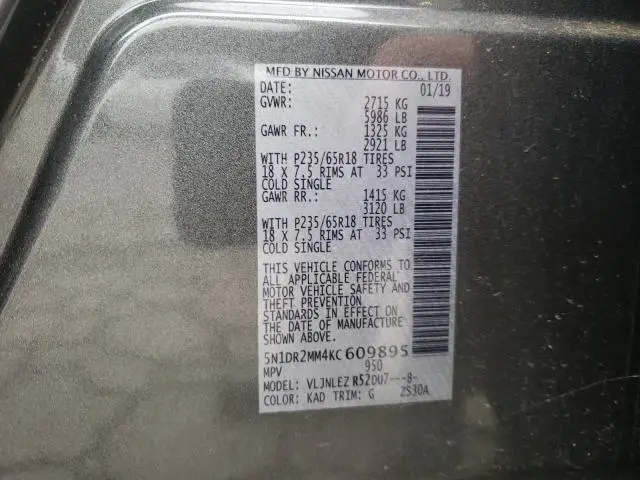 MFD BY NISSAN MOTOR CO., LTD.
DATE: 01/19
GVWR: 2715 KG
5986 LB
GAWR FR.: 1325 KG
2921 LB
WITH P235/65R18 TIRES
18 X 7.5 RIMS AT 33 PSI
COLD SINGLE
GAWR RR.: 1415 KG
3120 LB
WITH P235/65R18 TIRES
18 X 7.5 RIMS AT 33 PSI
COLD SINGLE
THIS VEHICLE CONFORMS TO
ALL APPLICABLE FEDERAL
MOTOR VEHICLE SAFETY AND
THEFT PREVENTION
STANDARDS IN EFFECT ON
THE DATE OF MANUFACTURE
SHOWN ABOVE.
5N1DR2MM4KC609895
MPV 950
MODEL: VLJNLEZ R52DU7---8-
COLOR: KAD TRIM: G ZS30A